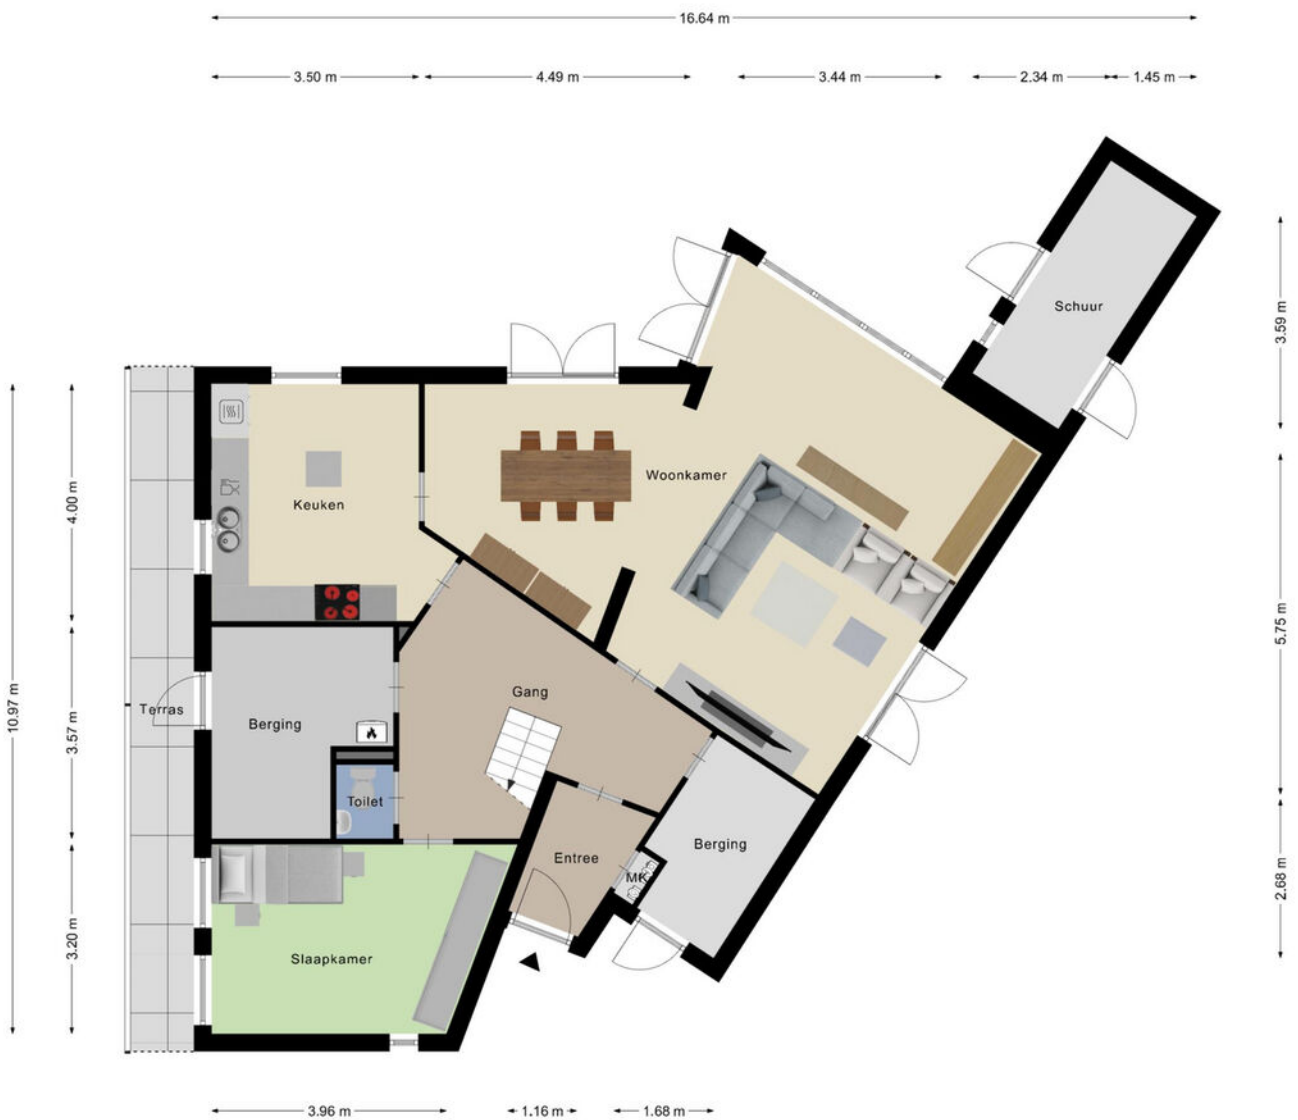 16.64 m
3.50 m
4.49 m
3.44 m
2.34 m
1.45 m
Schuur
3.59 m
Woonkamer
Keuken
4.00 m
5.75 m
10.97 m
3.57 m
Terras
Berging
Gang
Toilet
Berging
Entree
MK
2.68 m
3.20 m
Slaapkamer
3.96 m
1.16 m
1.68 m